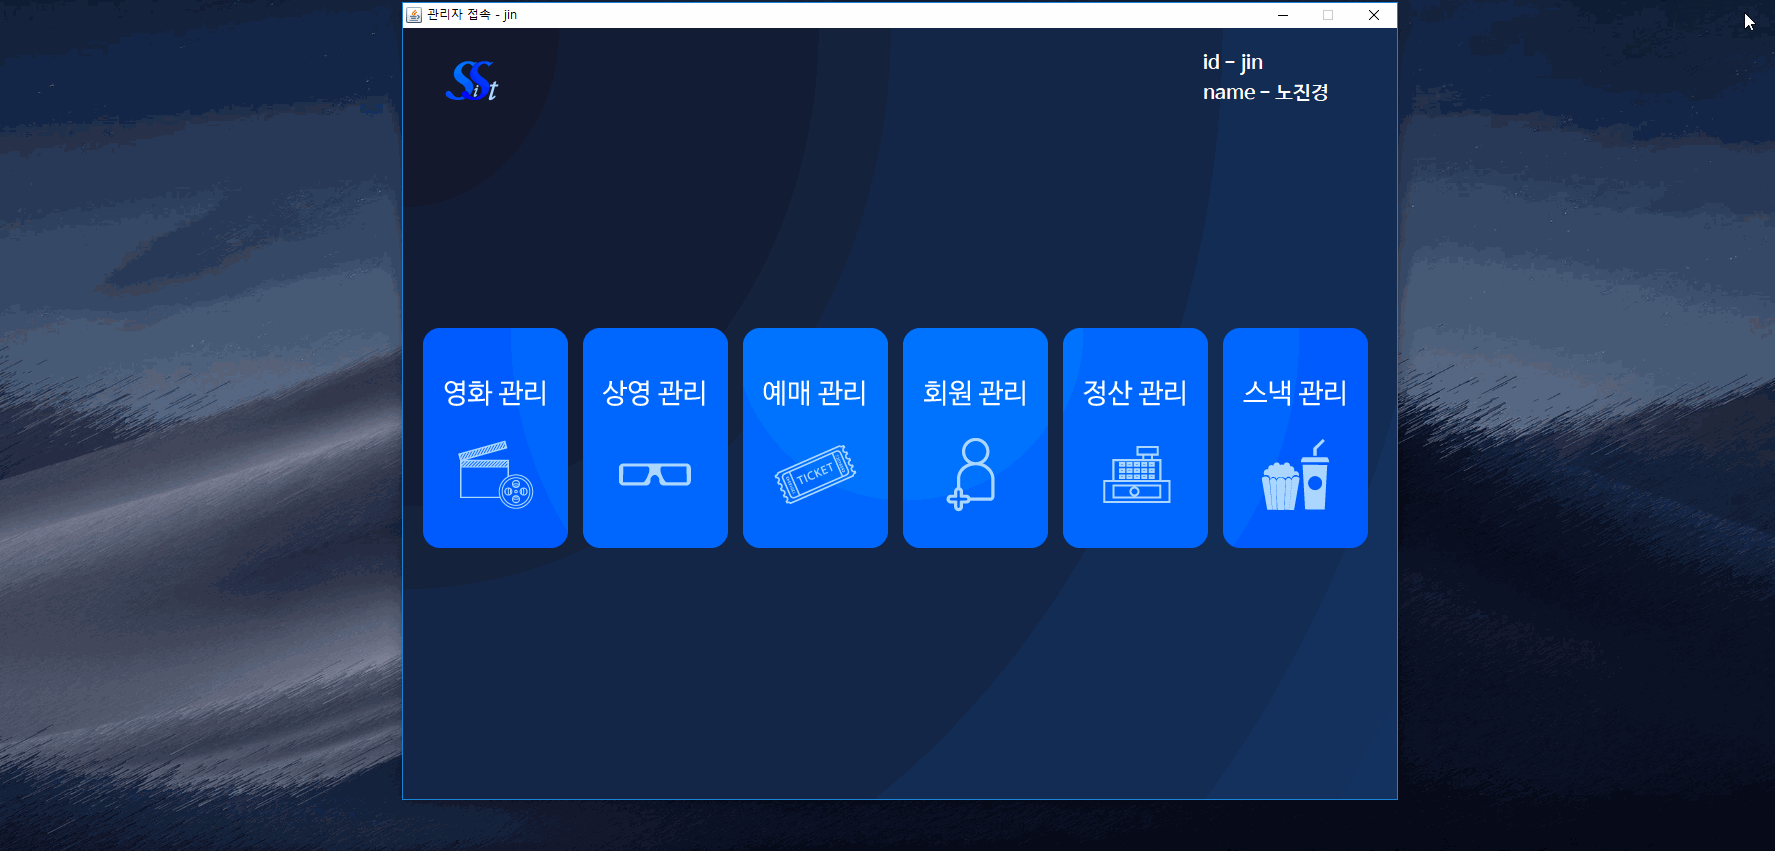 관리자 접속 - jin
SSit
id - jin
name - 노진경
영화 관리
상영 관리
예매 관리
회원 관리
정산 관리
스낵 관리
TICKET